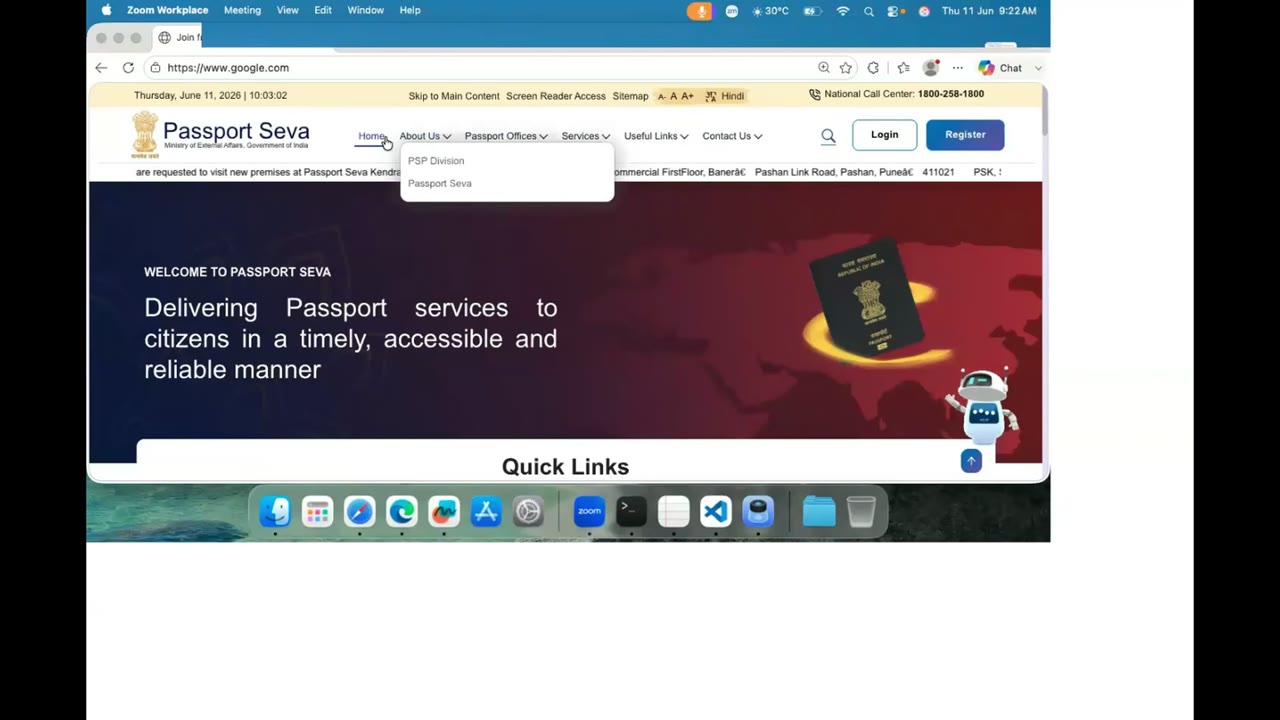 Zoom Workplace Meeting View Edit Window Help zm 30°C Thu 11 Jun 9:22 AM
Join
https://www.google.com Chat
Thursday, June 11, 2026 | 10:03:02 Skip to Main Content Screen Reader Access Sitemap A- A A+ Hindi National Call Center: 1800-258-1800
Passport Seva
Ministry of External Affairs, Government of India
Home About Us Passport Offices Services Useful Links Contact Us Login Register
PSP Division
Passport Seva
are requested to visit new premises at Passport Seva Kendra ommercial FirstFloor, Banerâ€ Pashan Link Road, Pashan, Puneâ€ 411021 PSK,
WELCOME TO PASSPORT SEVA
Delivering Passport services to
citizens in a timely, accessible and
reliable manner
भारत गणराज्य
REPUBLIC OF INDIA
पासपोर्ट
PASSPORT
Quick Links
zoom